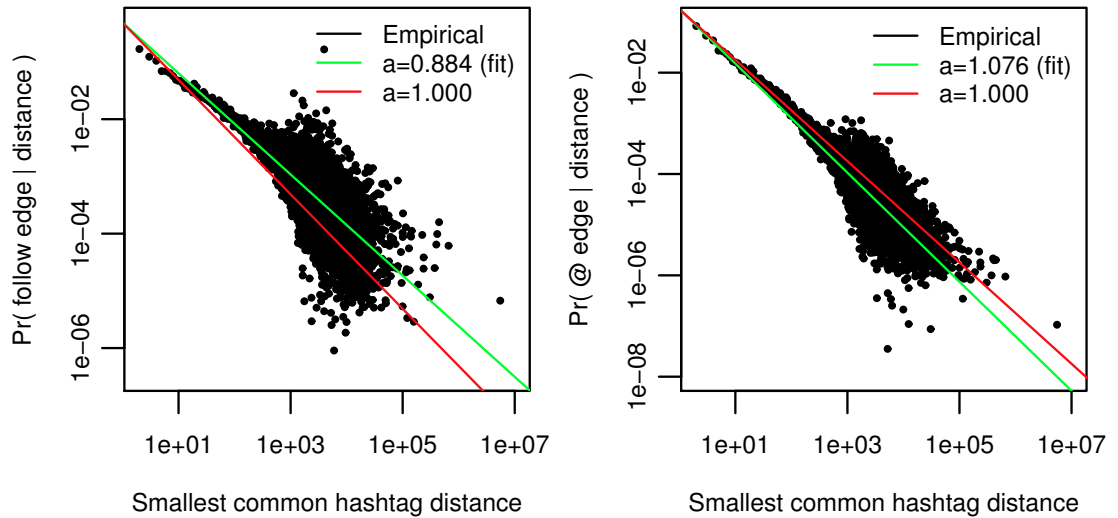 Pr( follow edge | distance )
1e-02
1e-04
1e-06
Empirical
a=0.884 (fit)
a=1.000
1e+01 1e+03 1e+05 1e+07
Smallest common hashtag distance
Pr( @ edge | distance )
1e-02
1e-04
1e-06
1e-08
Empirical
a=1.076 (fit)
a=1.000
1e+01 1e+03 1e+05 1e+07
Smallest common hashtag distance